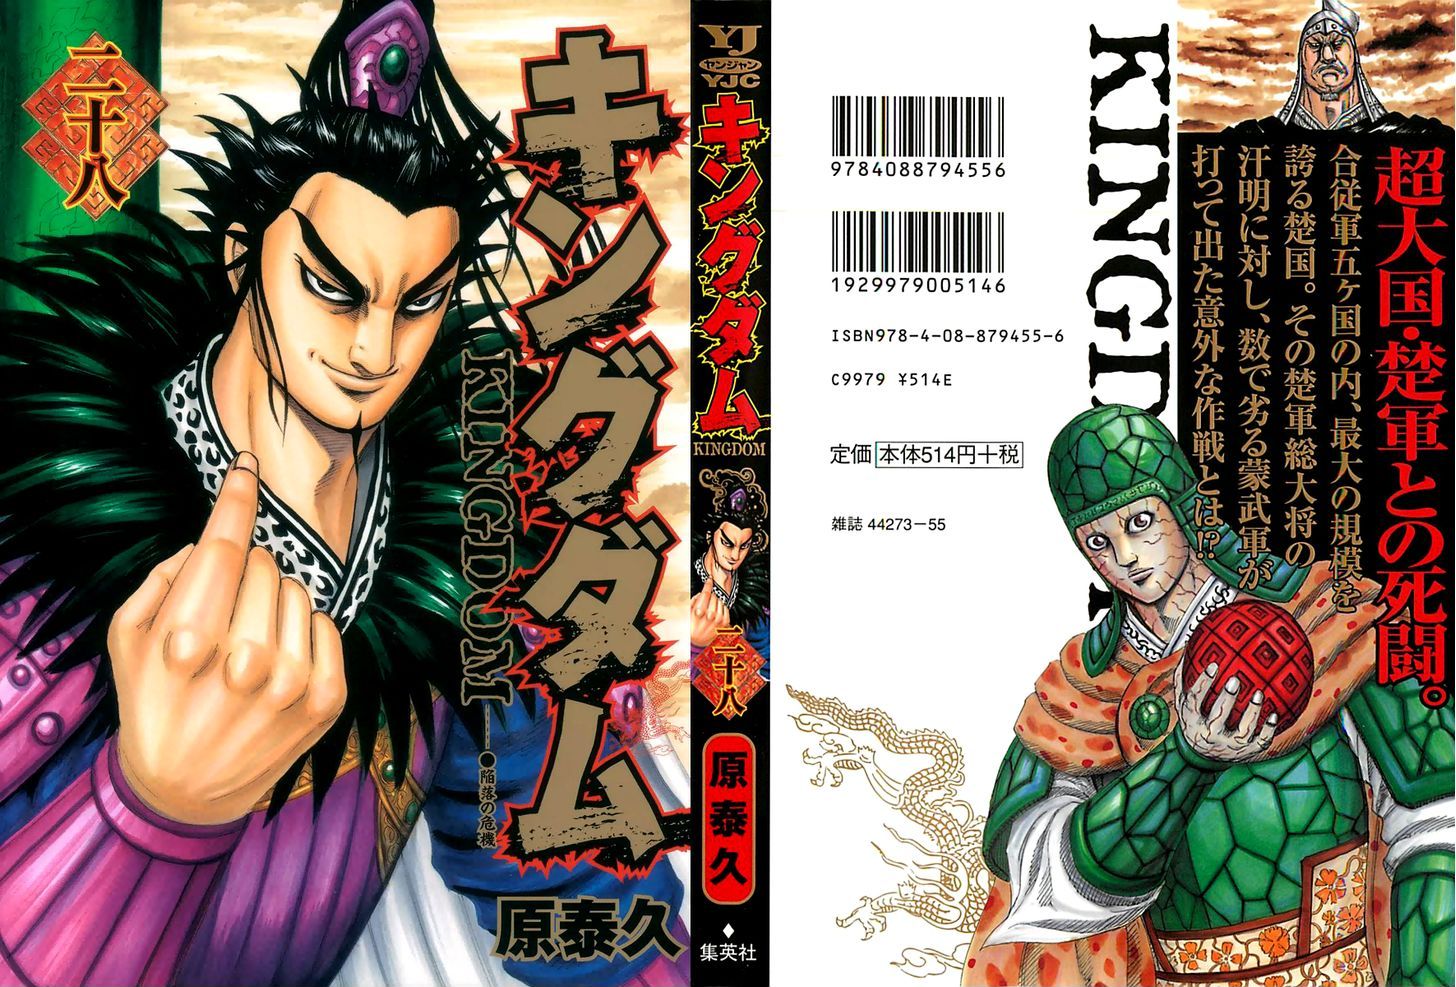 二十八
キングダム
KINGDOM
陥落の危機
原泰久
YJ
ヤンジャン
YJC
キングダム
KINGDOM
二十八
原泰久
集英社
9784088794556
1929979005146
ISBN978-4-08-879455-6
C9979 ¥514E
定価 本体514円+税
雑誌 44273-55
KINGDOM
超大国・楚軍との死闘。
合従軍五ヶ国の内、最大の規模を
誇る楚国。その楚軍総大将の
汗明に対し、数で劣る蒙武軍が
打って出た意外な作戦とは!?